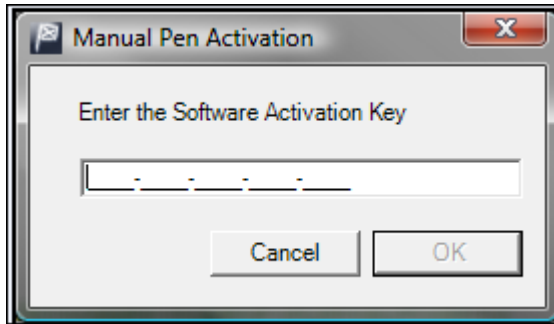 Manual Pen Activation
Enter the Software Activation Key
____-____-____-____-____
Cancel OK